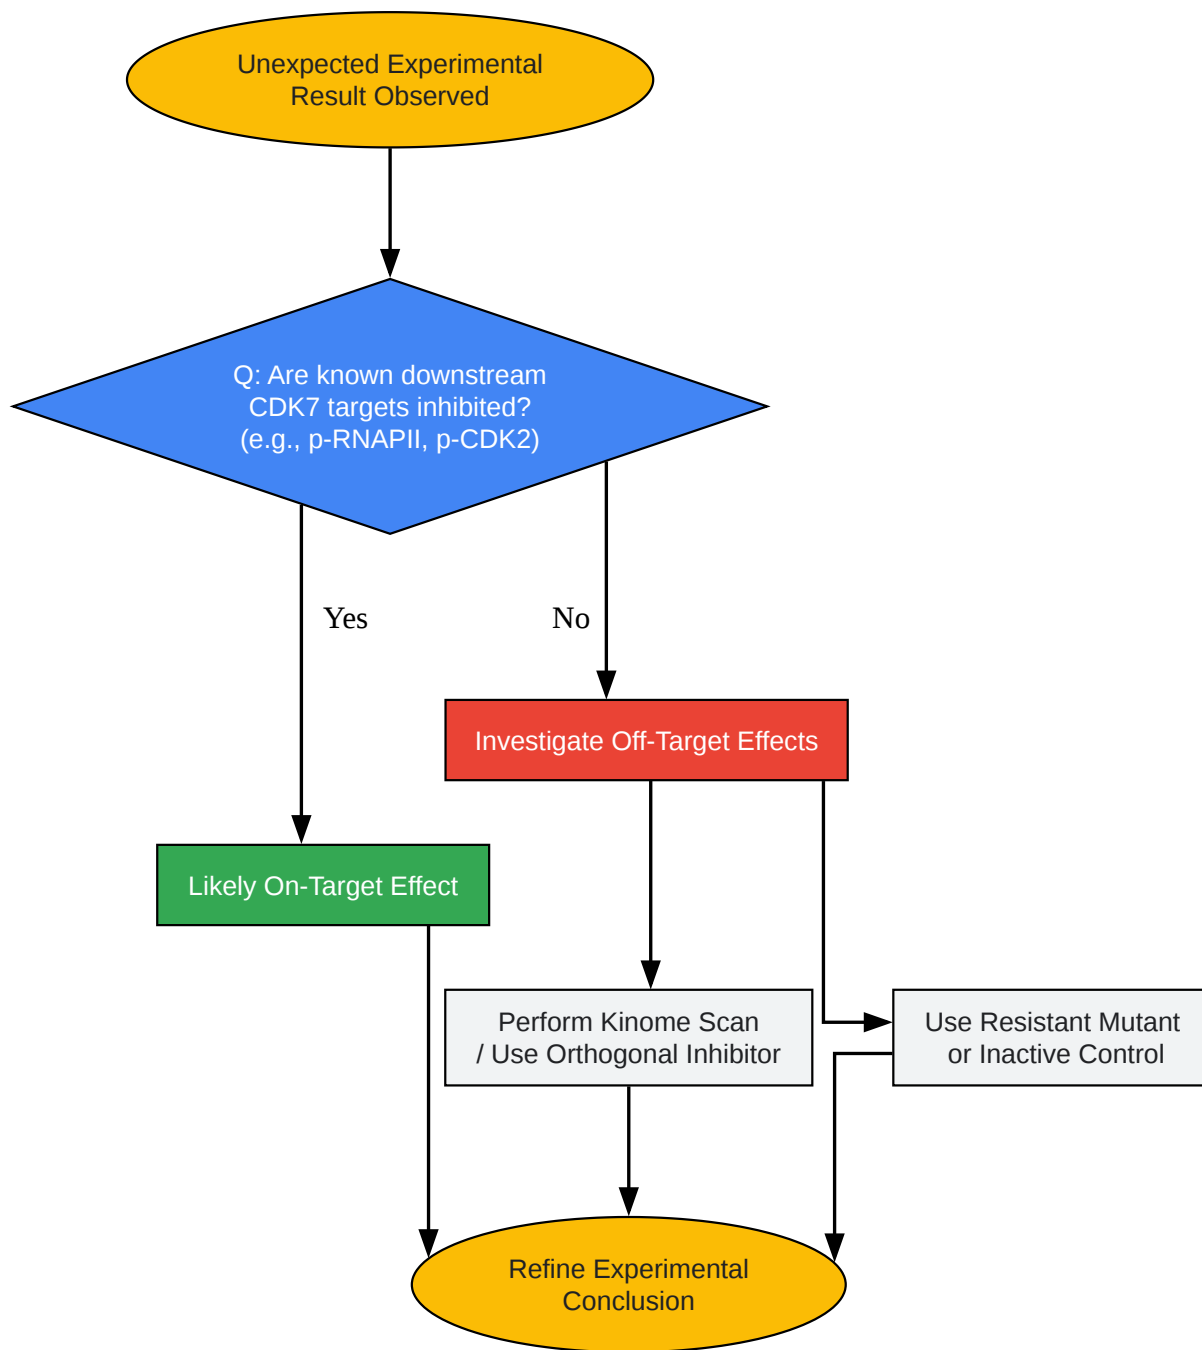 Unexpected Experimental
Result Observed
Q: Are known downstream
CDK7 targets inhibited?
(e.g., p-RNAPII, p-CDK2)
Yes
No
Investigate Off-Target Effects
Likely On-Target Effect
Perform Kinome Scan
/ Use Orthogonal Inhibitor
Use Resistant Mutant
or Inactive Control
Refine Experimental
Conclusion